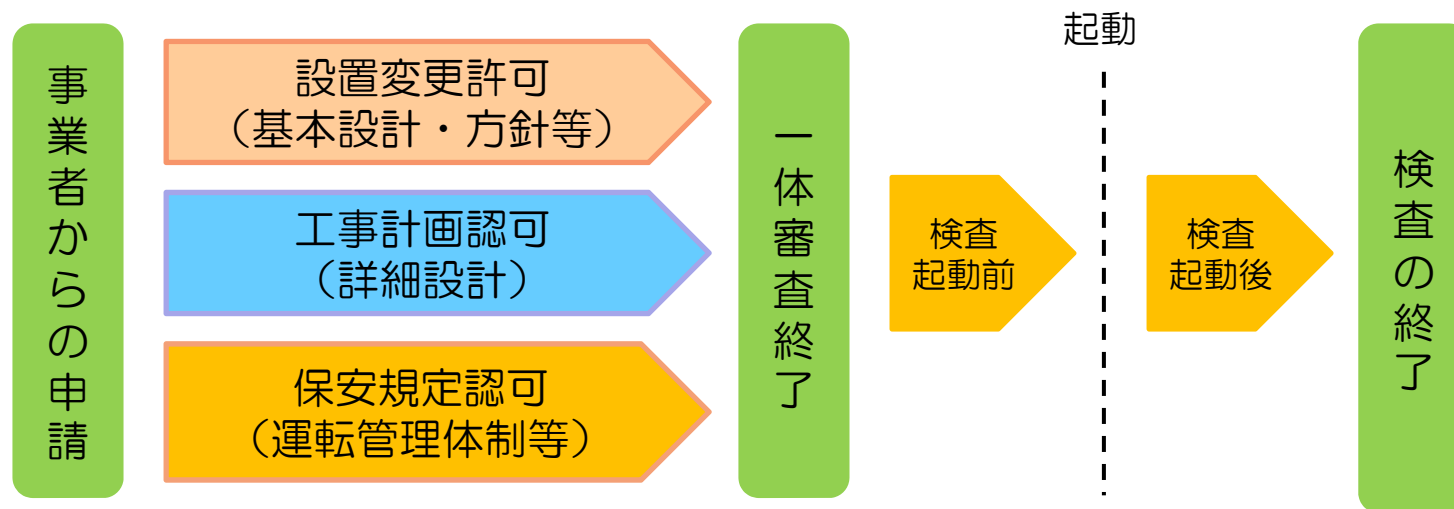 事業者からの申請
設置変更許可
（基本設計・方針等）
工事計画認可
（詳細設計）
保安規定認可
（運転管理体制等）
一体審査終了
検査
起動前
起動
検査
起動後
検査の終了